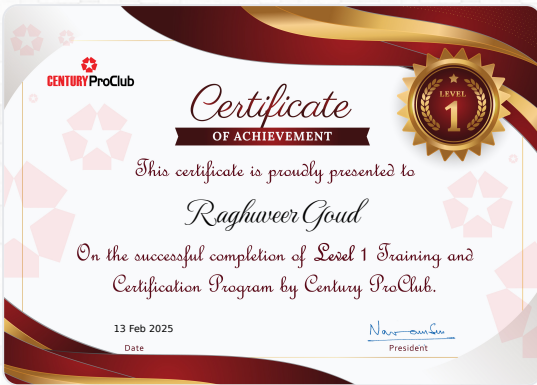 CENTURY ProClub
Certificate
OF ACHIEVEMENT
LEVEL
1
This certificate is proudly presented to
Raghuveer Goud
On the successful completion of Level 1 Training and
Certification Program by Century ProClub.
13 Feb 2025
Date
President